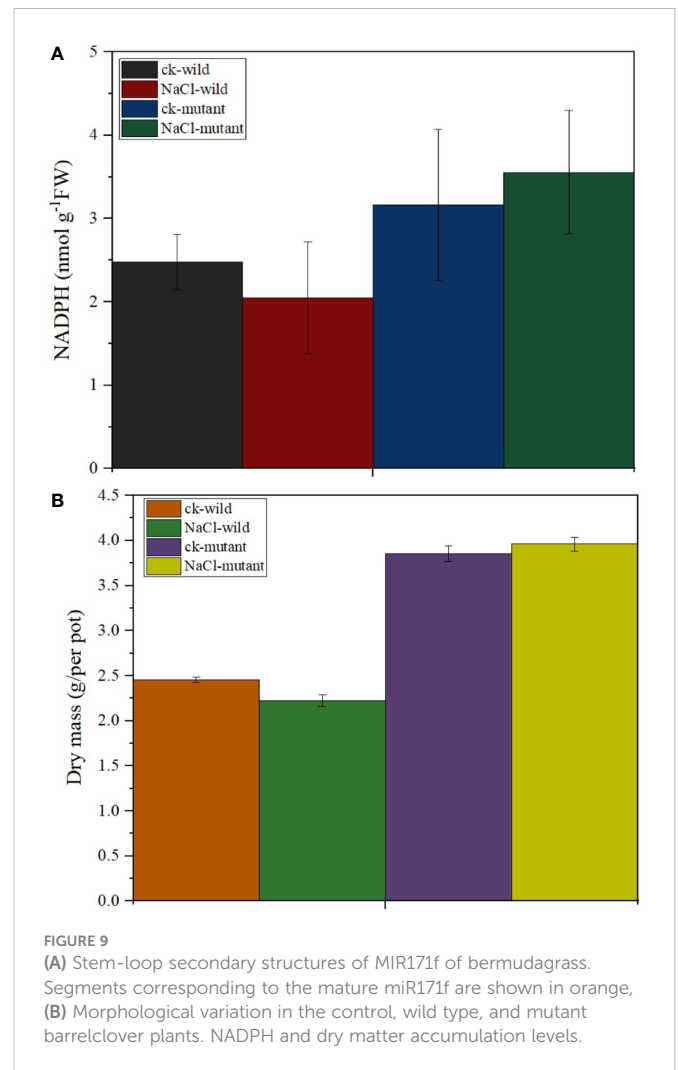 A
5
4
3
2
1
0
NADPH (nmol g⁻¹FW)
ck-wild
NaCl-wild
ck-mutant
NaCl-mutant
B
4.5
4.0
3.5
3.0
2.5
2.0
1.5
1.0
0.5
0.0
Dry mass (g/per pot)
ck-wild
NaCl-wild
ck-mutant
NaCl-mutant
FIGURE 9
(A) Stem-loop secondary structures of MIR171f of bermudagrass.
Segments corresponding to the mature miR171f are shown in orange,
(B) Morphological variation in the control, wild type, and mutant
barrelclover plants. NADPH and dry matter accumulation levels.